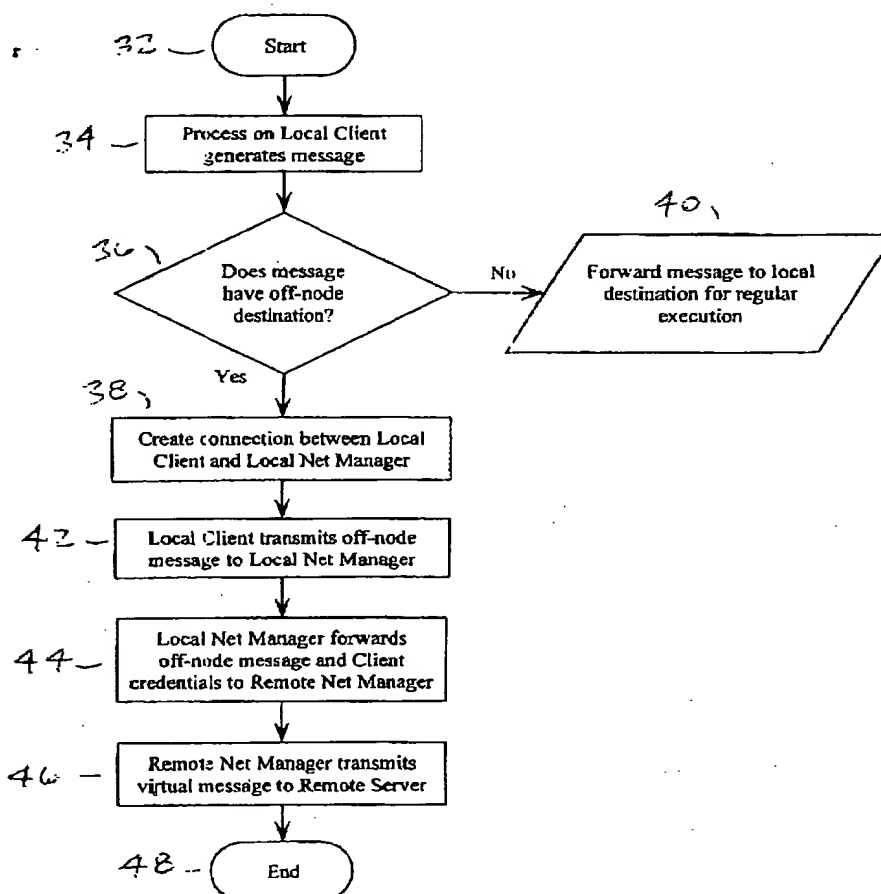 32
Start
34
Process on Local Client
generates message
36
Does message
have off-node
destination?
No
40
Forward message to local
destination for regular
execution
Yes
38
Create connection between Local
Client and Local Net Manager
42
Local Client transmits off-node
message to Local Net Manager
44
Local Net Manager forwards
off-node message and Client
credentials to Remote Net Manager
46
Remote Net Manager transmits
virtual message to Remote Server
48
End